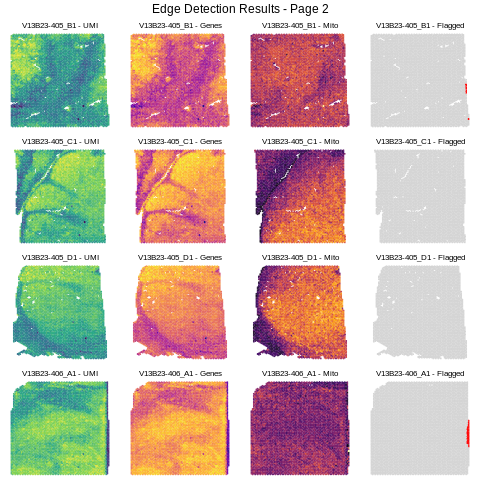 Edge Detection Results - Page 2
V13B23-405_B1 - UMI
V13B23-405_B1 - Genes
V13B23-405_B1 - Mito
V13B23-405_B1 - Flagged
V13B23-405_C1 - UMI
V13B23-405_C1 - Genes
V13B23-405_C1 - Mito
V13B23-405_C1 - Flagged
V13B23-405_D1 - UMI
V13B23-405_D1 - Genes
V13B23-405_D1 - Mito
V13B23-405_D1 - Flagged
V13B23-406_A1 - UMI
V13B23-406_A1 - Genes
V13B23-406_A1 - Mito
V13B23-406_A1 - Flagged